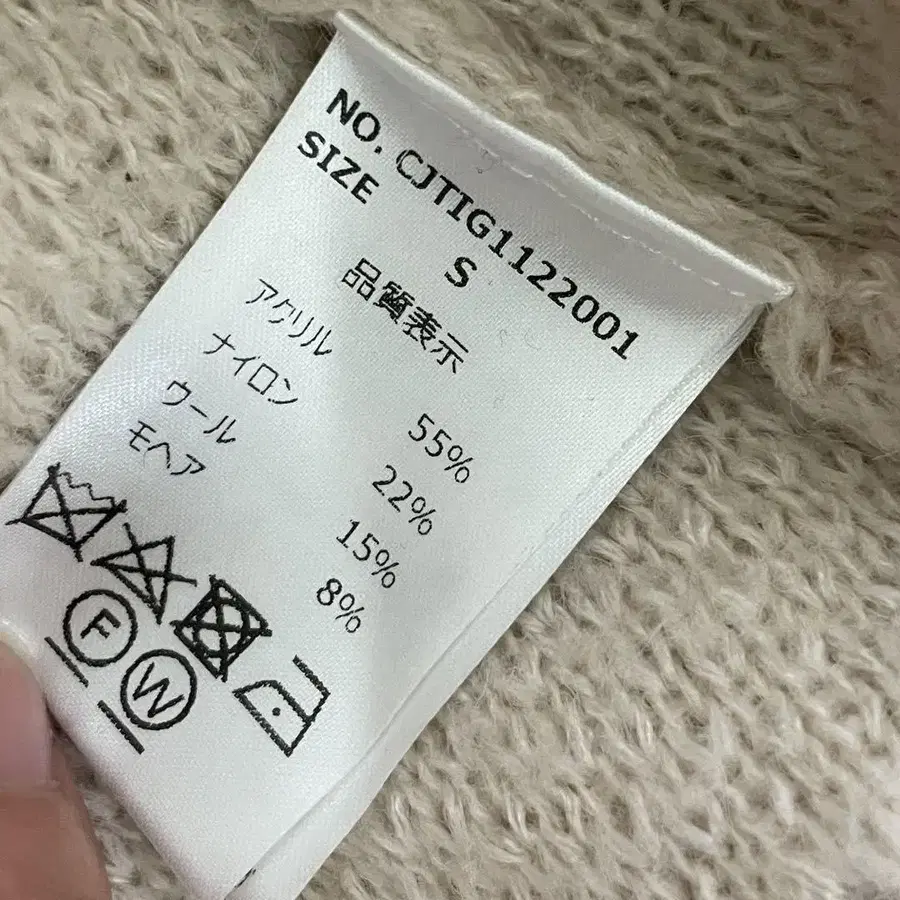 NO. CJTIG1122001
SIZE S
品質表示
アクリル 55%
ナイロン 22%
ウール 15%
モヘア 8%
F
W